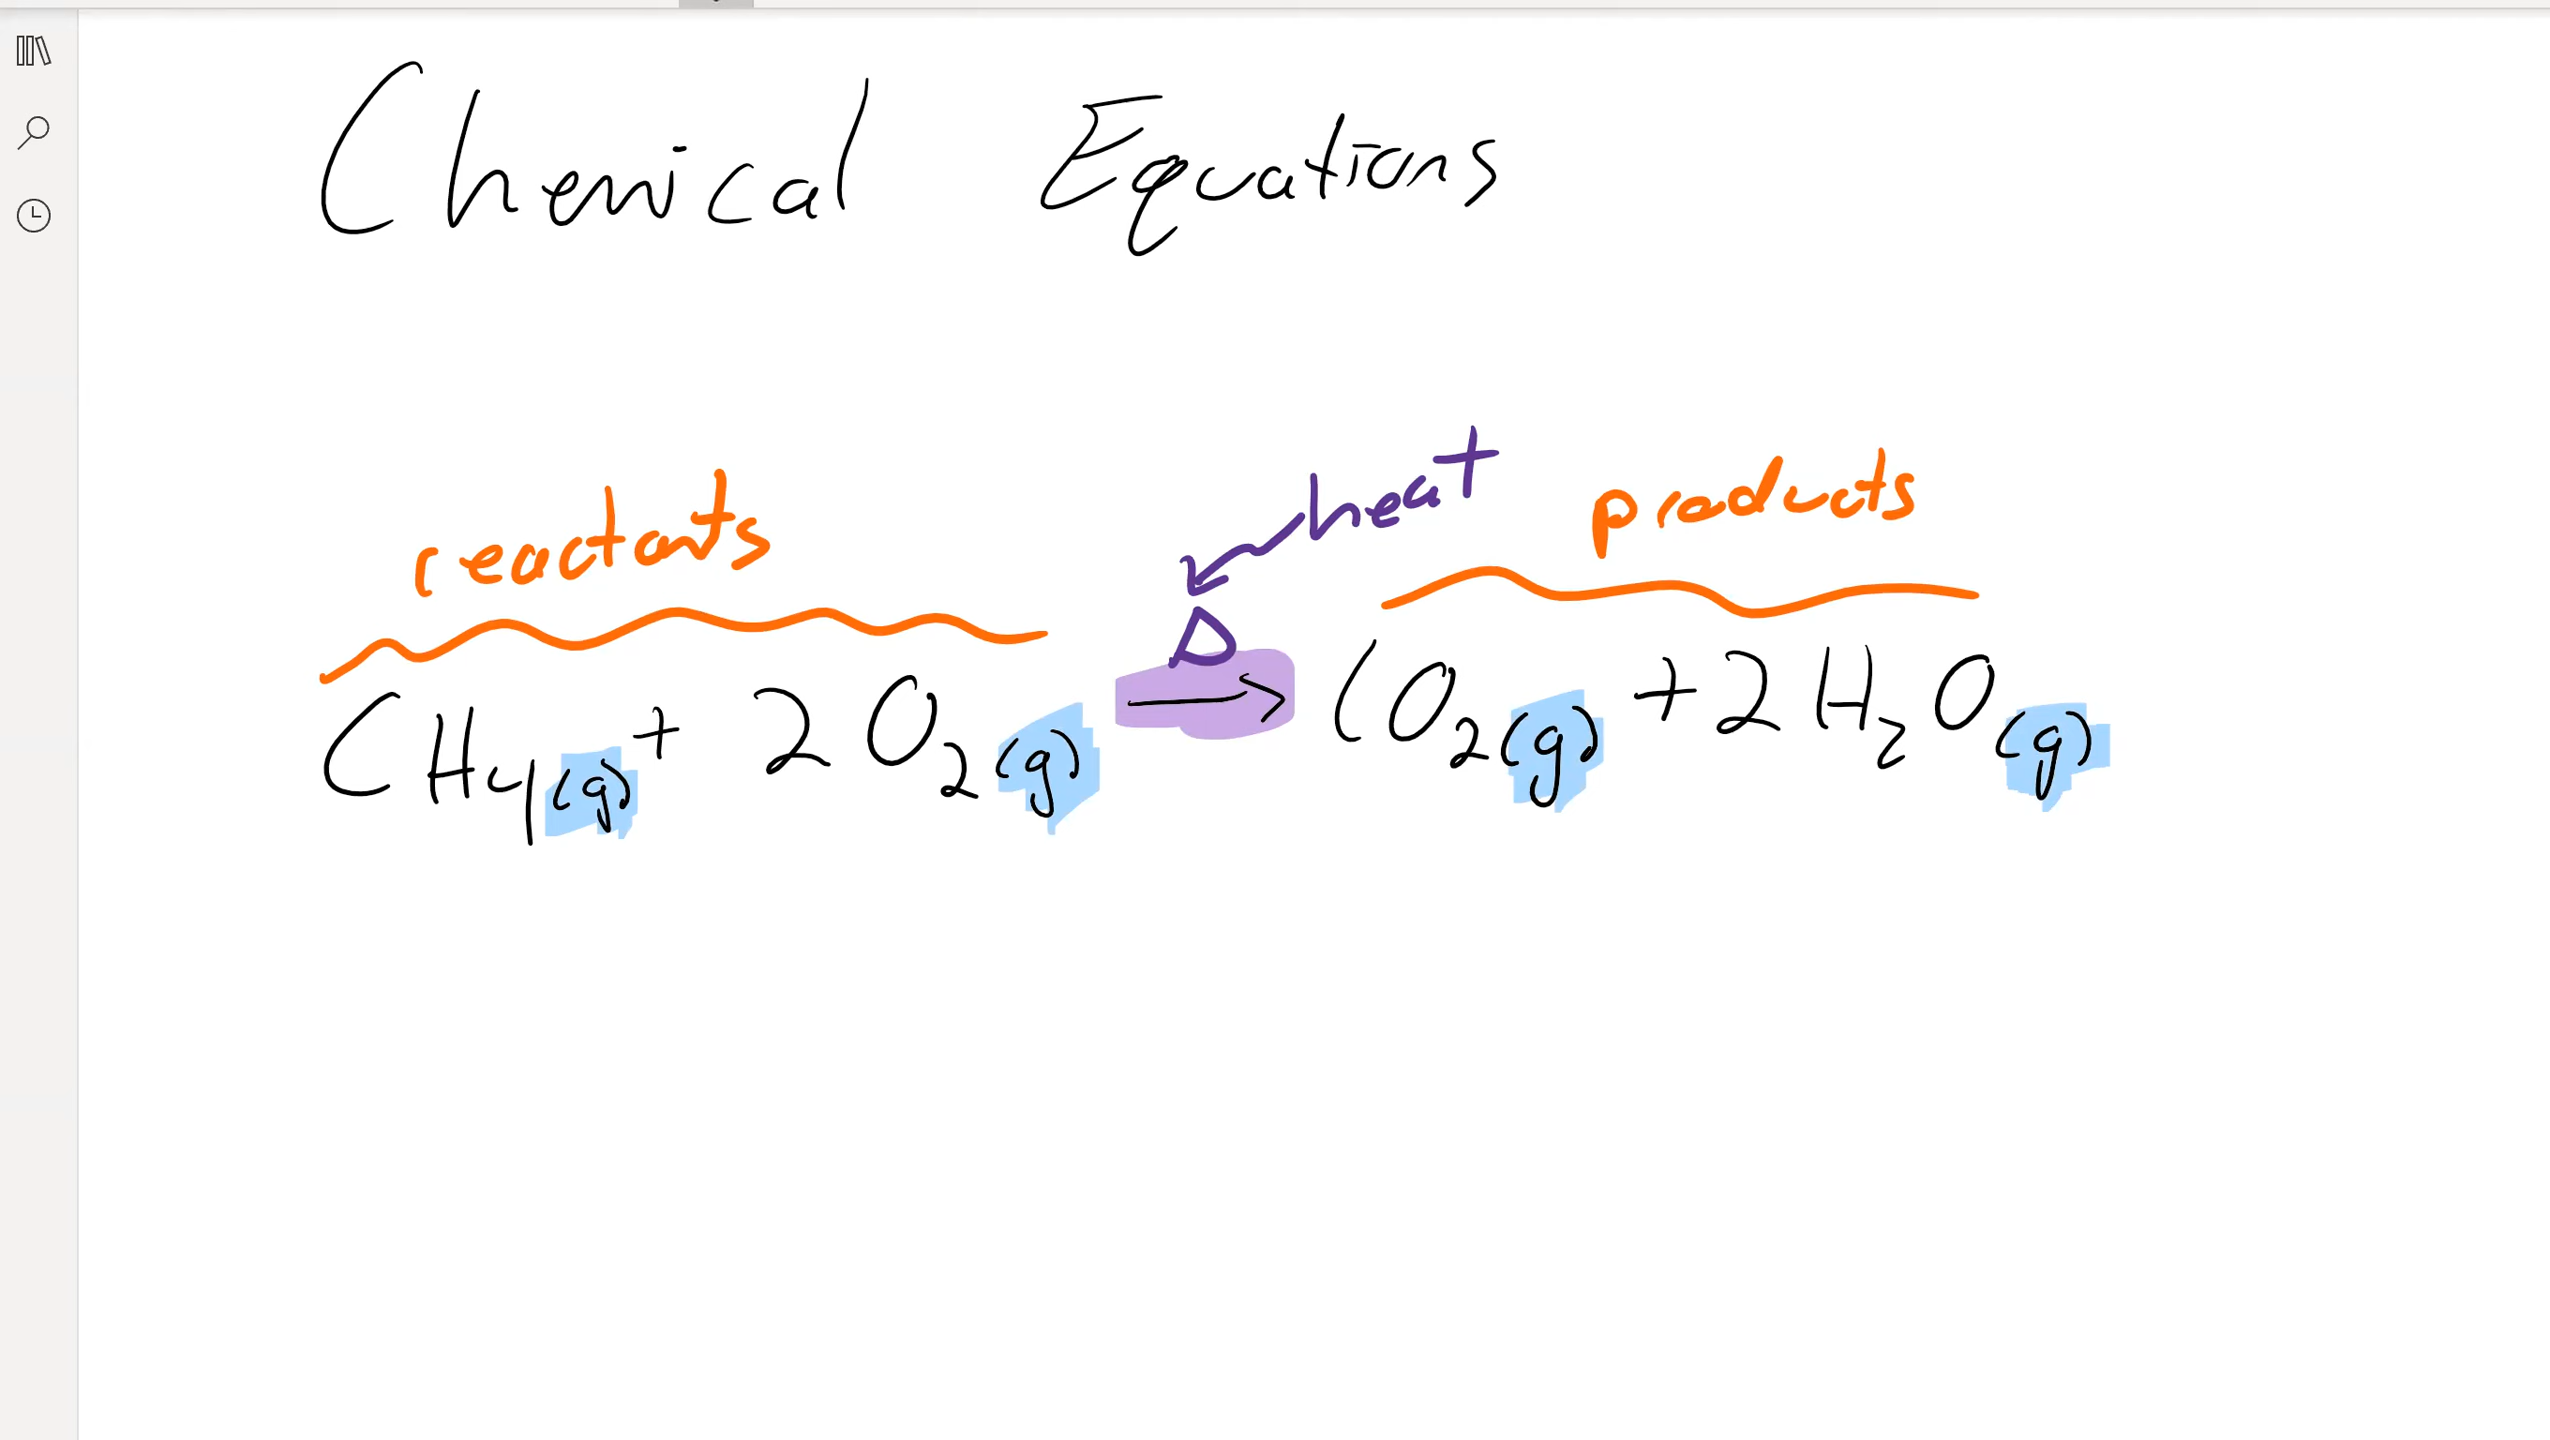 Chemical Equations
heat
reactants products
Δ
CH₄(g) + 2 O₂(g) → CO₂(g) + 2 H₂O(g)